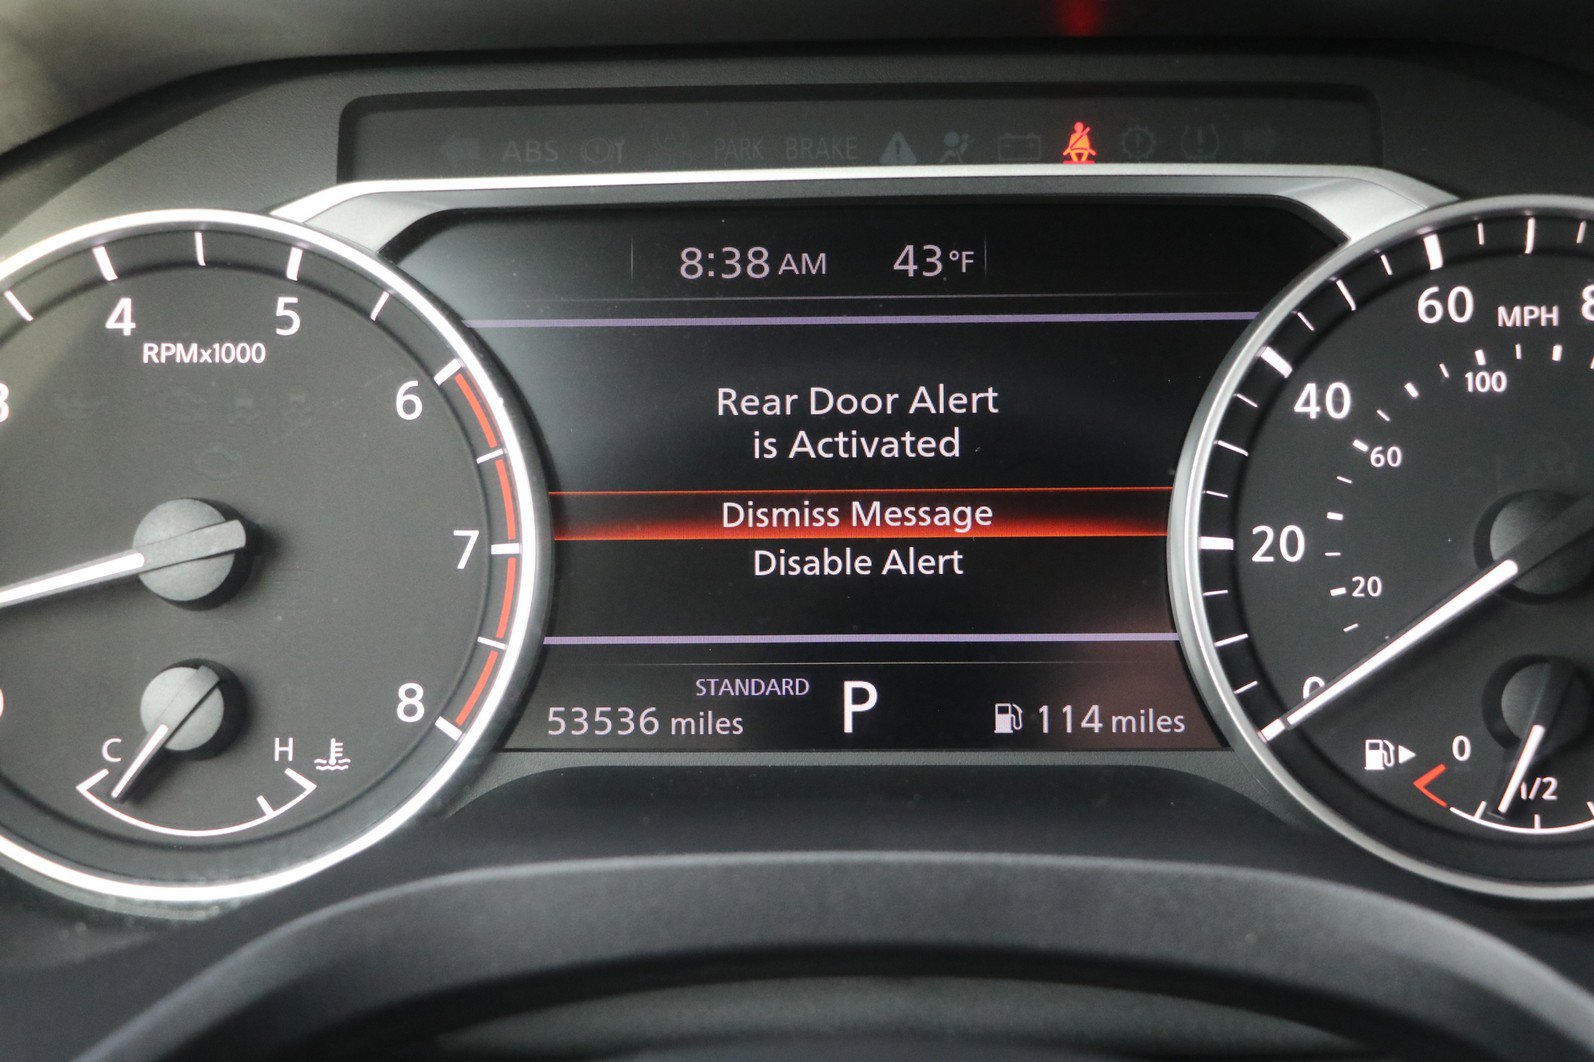 ABS
PARK BRAKE
8:38 AM 43°F
4 5
RPMx1000
6
7
8
C H
Rear Door Alert
is Activated
Dismiss Message
Disable Alert
STANDARD
53536 miles P 114 miles
60 MPH
100
40
60
20
20
0
0
1/2